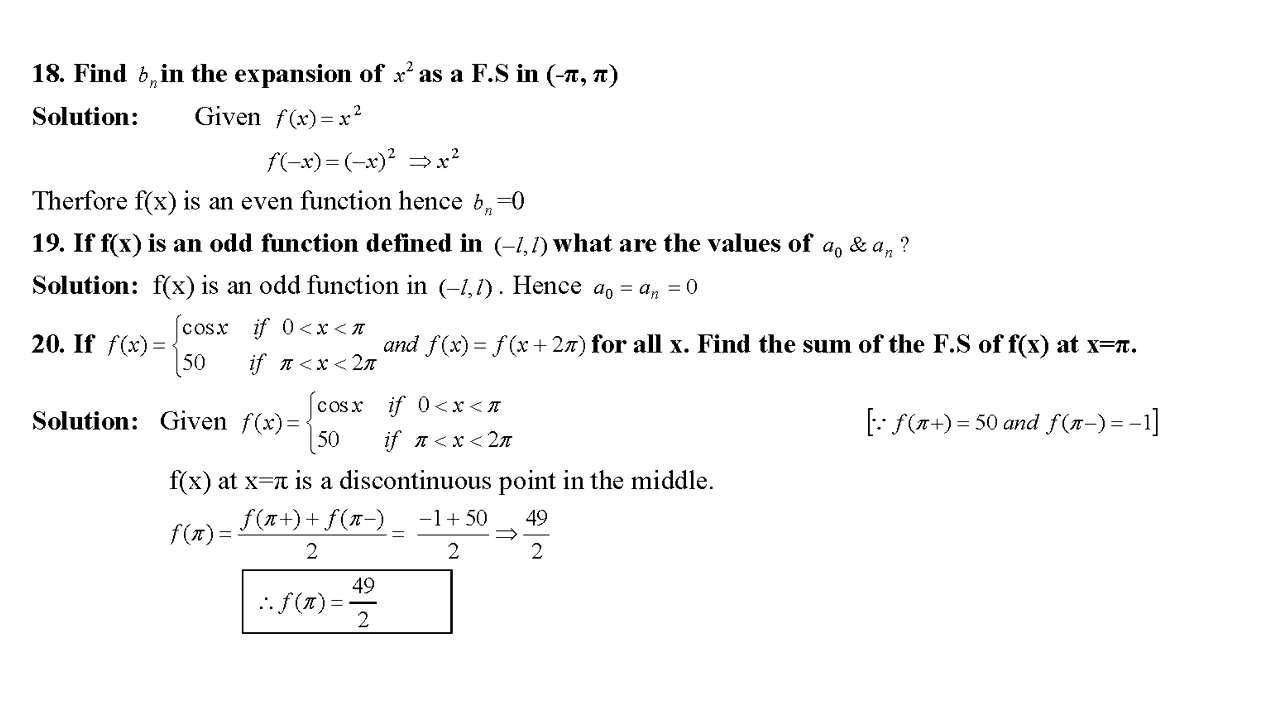 18. Find bₙ in the expansion of x² as a F.S in (-π, π)
Solution: Given f(x) = x²
f(−x) = (−x)² ⇒ x²
Therfore f(x) is an even function hence bₙ =0
19. If f(x) is an odd function defined in (−l, l) what are the values of a₀ & aₙ ?
Solution: f(x) is an odd function in (−l, l) . Hence a₀ = aₙ = 0
20. If f(x) = {cos x if 0 < x < π; 50 if π < x < 2π and f(x) = f(x + 2π) for all x. Find the sum of the F.S of f(x) at x=π.
Solution: Given f(x) = {cos x if 0 < x < π; 50 if π < x < 2π [∵ f(π+) = 50 and f(π−) = −1]
f(x) at x=π is a discontinuous point in the middle.
f(π) = (f(π+) + f(π−))/2 = (−1 + 50)/2 ⇒ 49/2
∴ f(π) = 49/2